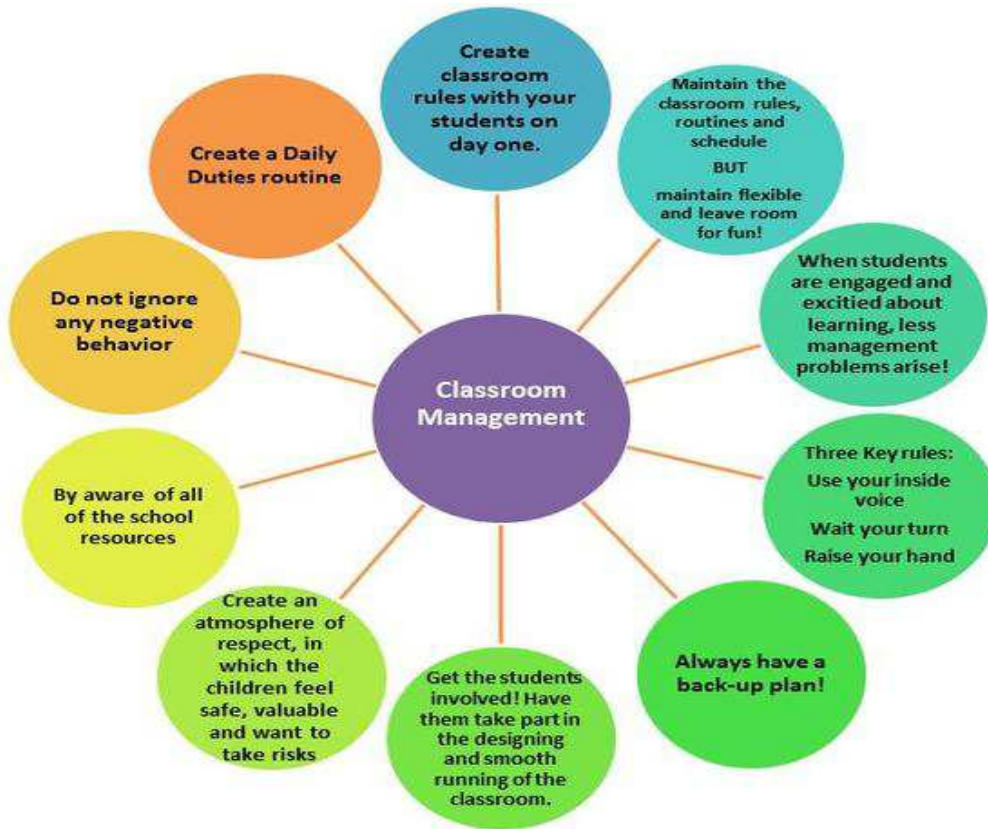 Create
classroom
rules with your
students on
day one.
Maintain the
classroom rules,
routines and
schedule
BUT
maintain flexible
and leave room
for fun!
When students
are engaged and
excitied about
learning, less
management
problems arise!
Three Key rules:
Use your inside
voice
Wait your turn
Raise your hand
Always have a
back-up plan!
Get the students
involved! Have
them take part in
the designing
and smooth
running of the
classroom.
Create an
atmosphere of
respect, in
which the
children feel
safe, valuable
and want to
take risks
By aware of all
of the school
resources
Do not ignore
any negative
behavior
Create a Daily
Duties routine
Classroom
Management